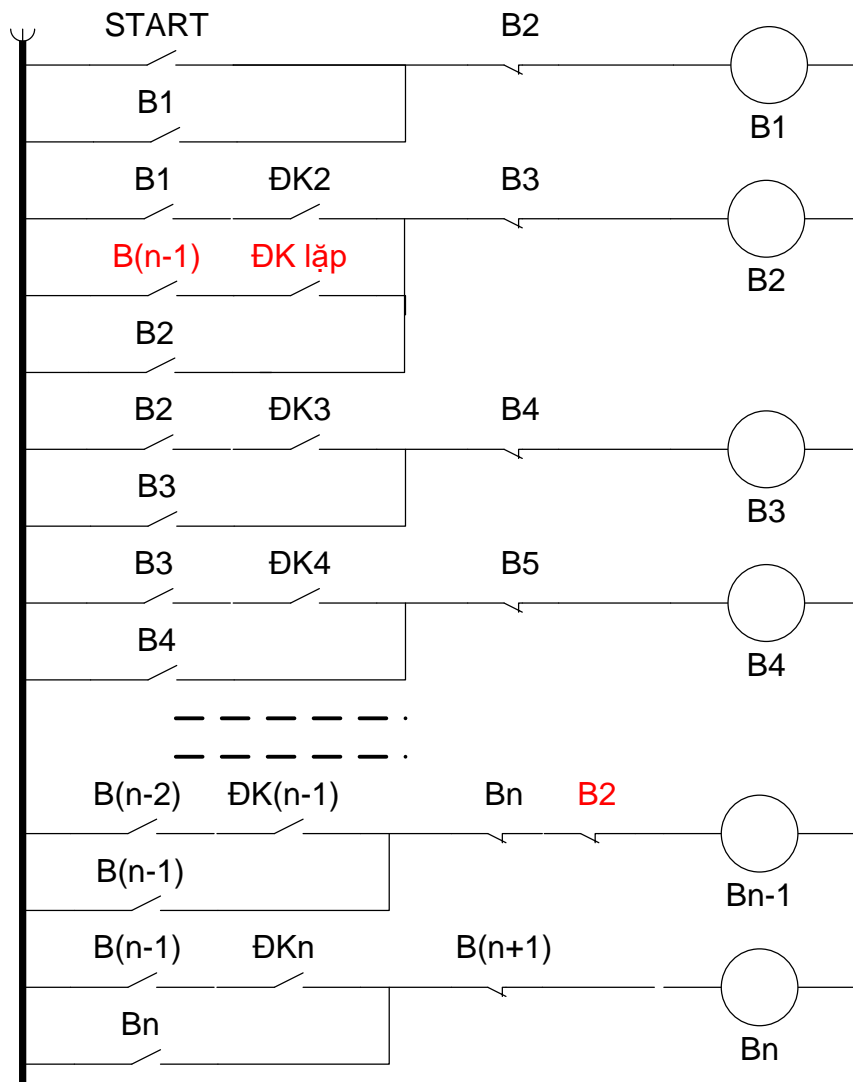 START B2
B1
B1
B1 ĐK2 B3
B(n-1) ĐK lặp
B2
B2
B2 ĐK3 B4
B3
B3
B3 ĐK4 B5
B4
B4
B(n-2) ĐK(n-1) Bn B2
B(n-1)
Bn-1
B(n-1) ĐKn B(n+1)
Bn
Bn